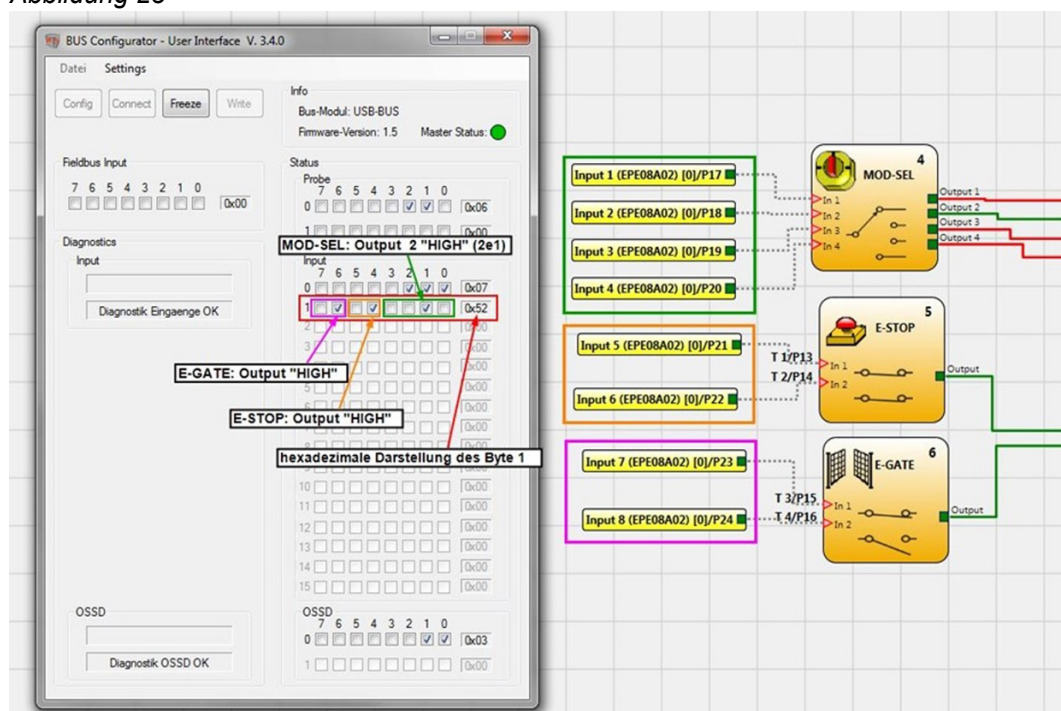 Abbildung 23
BUS Configurator - User Interface V. 3.4.0
Datei Settings
Config Connect Freeze Write
Info
Bus-Modul: USB-BUS
Firmware-Version: 1.5 Master Status:
Fieldbus Input
7 6 5 4 3 2 1 0
0x00
Status
Probe
7 6 5 4 3 2 1 0
0 0x06
1 0x00
Diagnostics
Input
Diagnostik Eingaenge OK
MOD-SEL: Output 2 "HIGH" (2e1)
Input
7 6 5 4 3 2 1 0
0 0x07
1 0x52
2 0x00
3 0x00
0x00
E-GATE: Output "HIGH"
5 0x00
6 0x00
E-STOP: Output "HIGH"
0x00
hexadezimale Darstellung des Byte 1
10 0x00
11 0x00
12 0x00
13 0x00
14 0x00
15 0x00
OSSD
Diagnostik OSSD OK
OSSD
7 6 5 4 3 2 1 0
0 0x03
1 0x00
Input 1 (EPE08A02) [0]/P17
Input 2 (EPE08A02) [0]/P18
Input 3 (EPE08A02) [0]/P19
Input 4 (EPE08A02) [0]/P20
4
MOD-SEL
In 1
In 2
In 3
In 4
Output 1
Output 2
Output 3
Output 4
Input 5 (EPE08A02) [0]/P21
Input 6 (EPE08A02) [0]/P22
T 1/P13
T 2/P14
5
E-STOP
In 1
In 2
Output
Input 7 (EPE08A02) [0]/P23
Input 8 (EPE08A02) [0]/P24
T 3/P15
T 4/P16
6
E-GATE
In 1
In 2
Output